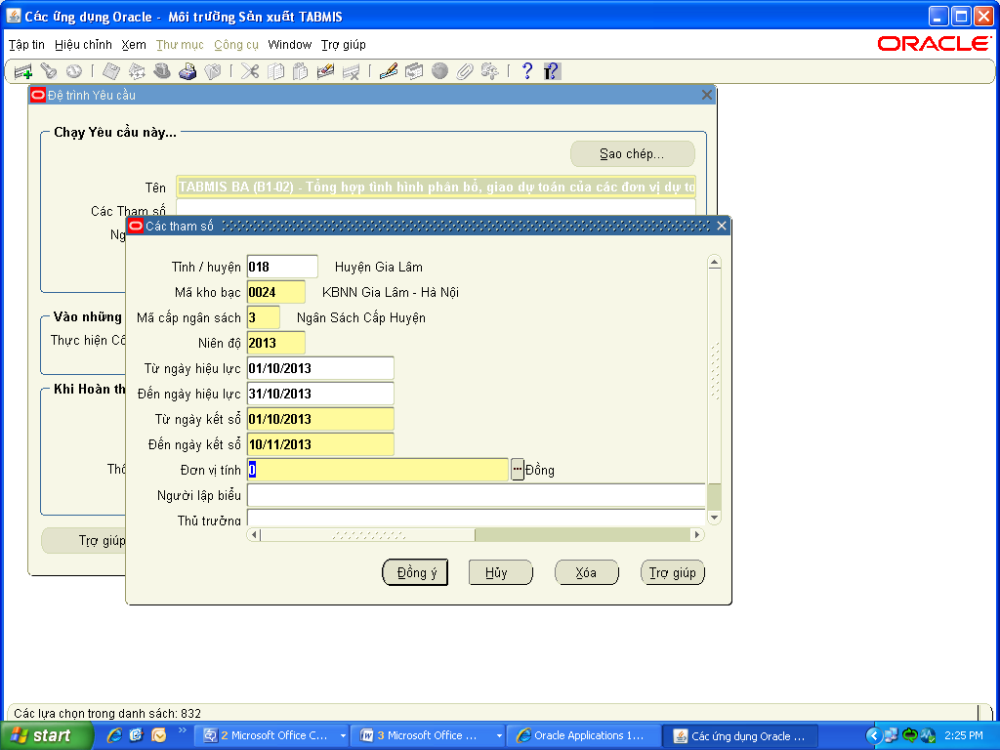 Các ứng dụng Oracle - Môi trường Sản xuất TABMIS
Tập tin Hiệu chỉnh Xem Thư mục Công cụ Window Trợ giúp
ORACLE
Đệ trình Yêu cầu
Chạy Yêu cầu này...
Sao chép...
Tên TABMIS BA (B1-02) - Tổng hợp tình hình phân bổ, giao dự toán của các đơn vị dự to
Các Tham số
Ng
Các tham số
Tỉnh / huyện 018 Huyện Gia Lâm
Mã kho bạc 0024 KBNN Gia Lâm - Hà Nội
Vào những
Mã cấp ngân sách 3 Ngân Sách Cấp Huyện
Thực hiện Cô
Niên độ 2013
Từ ngày hiệu lực 01/10/2013
Khi Hoàn th
Đến ngày hiệu lực 31/10/2013
Từ ngày kết sổ 01/10/2013
Đến ngày kết sổ 10/11/2013
Thô
Đơn vị tính 0 ... Đồng
Người lập biểu
Thủ trưởng
Trợ giúp
Đồng ý Hủy Xóa Trợ giúp
Các lựa chọn trong danh sách: 832
start 2 Microsoft Office C... 3 Microsoft Office ... Oracle Applications 1... Các ứng dụng Oracle ... 2:25 PM